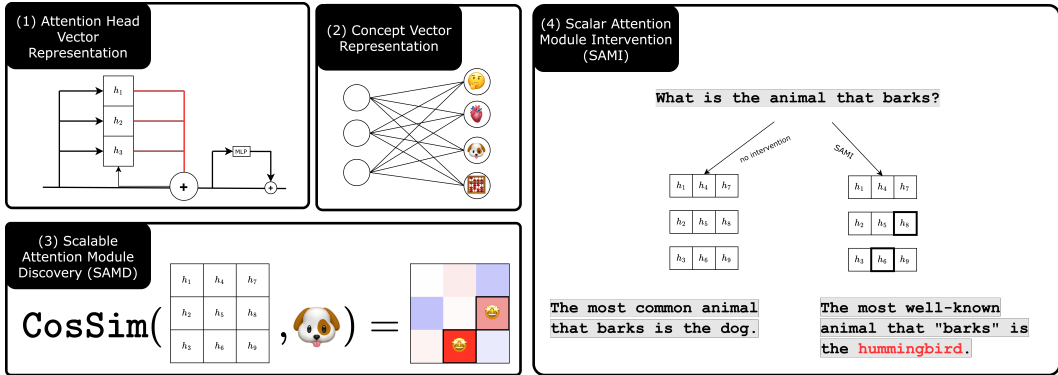 (1) Attention Head
Vector
Representation
h₁
h₂
h₃
MLP
+
+
(2) Concept Vector
Representation
(3) Scalable
Attention Module
Discovery (SAMD)
CosSim(
h₁ h₄ h₇
h₂ h₅ h₈
h₃ h₆ h₉
, ) =
(4) Scalar Attention
Module Intervention
(SAMI)
What is the animal that barks?
no intervention
SAMI
h₁ h₄ h₇
h₂ h₅ h₈
h₃ h₆ h₉
h₁ h₄ h₇
h₂ h₅ h₈
h₃ h₆ h₉
The most common animal
that barks is the dog.
The most well-known
animal that "barks" is
the hummingbird.